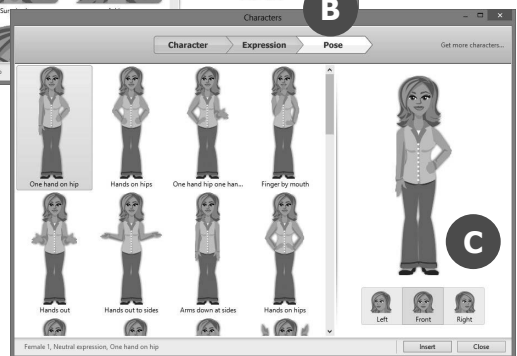 B
Characters
Character Expression Pose
Get more characters...
One hand on hip Hands on hips One hand hip one han... Finger by mouth
Hands out Hands out to sides Arms down at sides Hands on hips
C
Left Front Right
Female 1, Neutral expression, One hand on hip
Insert Close